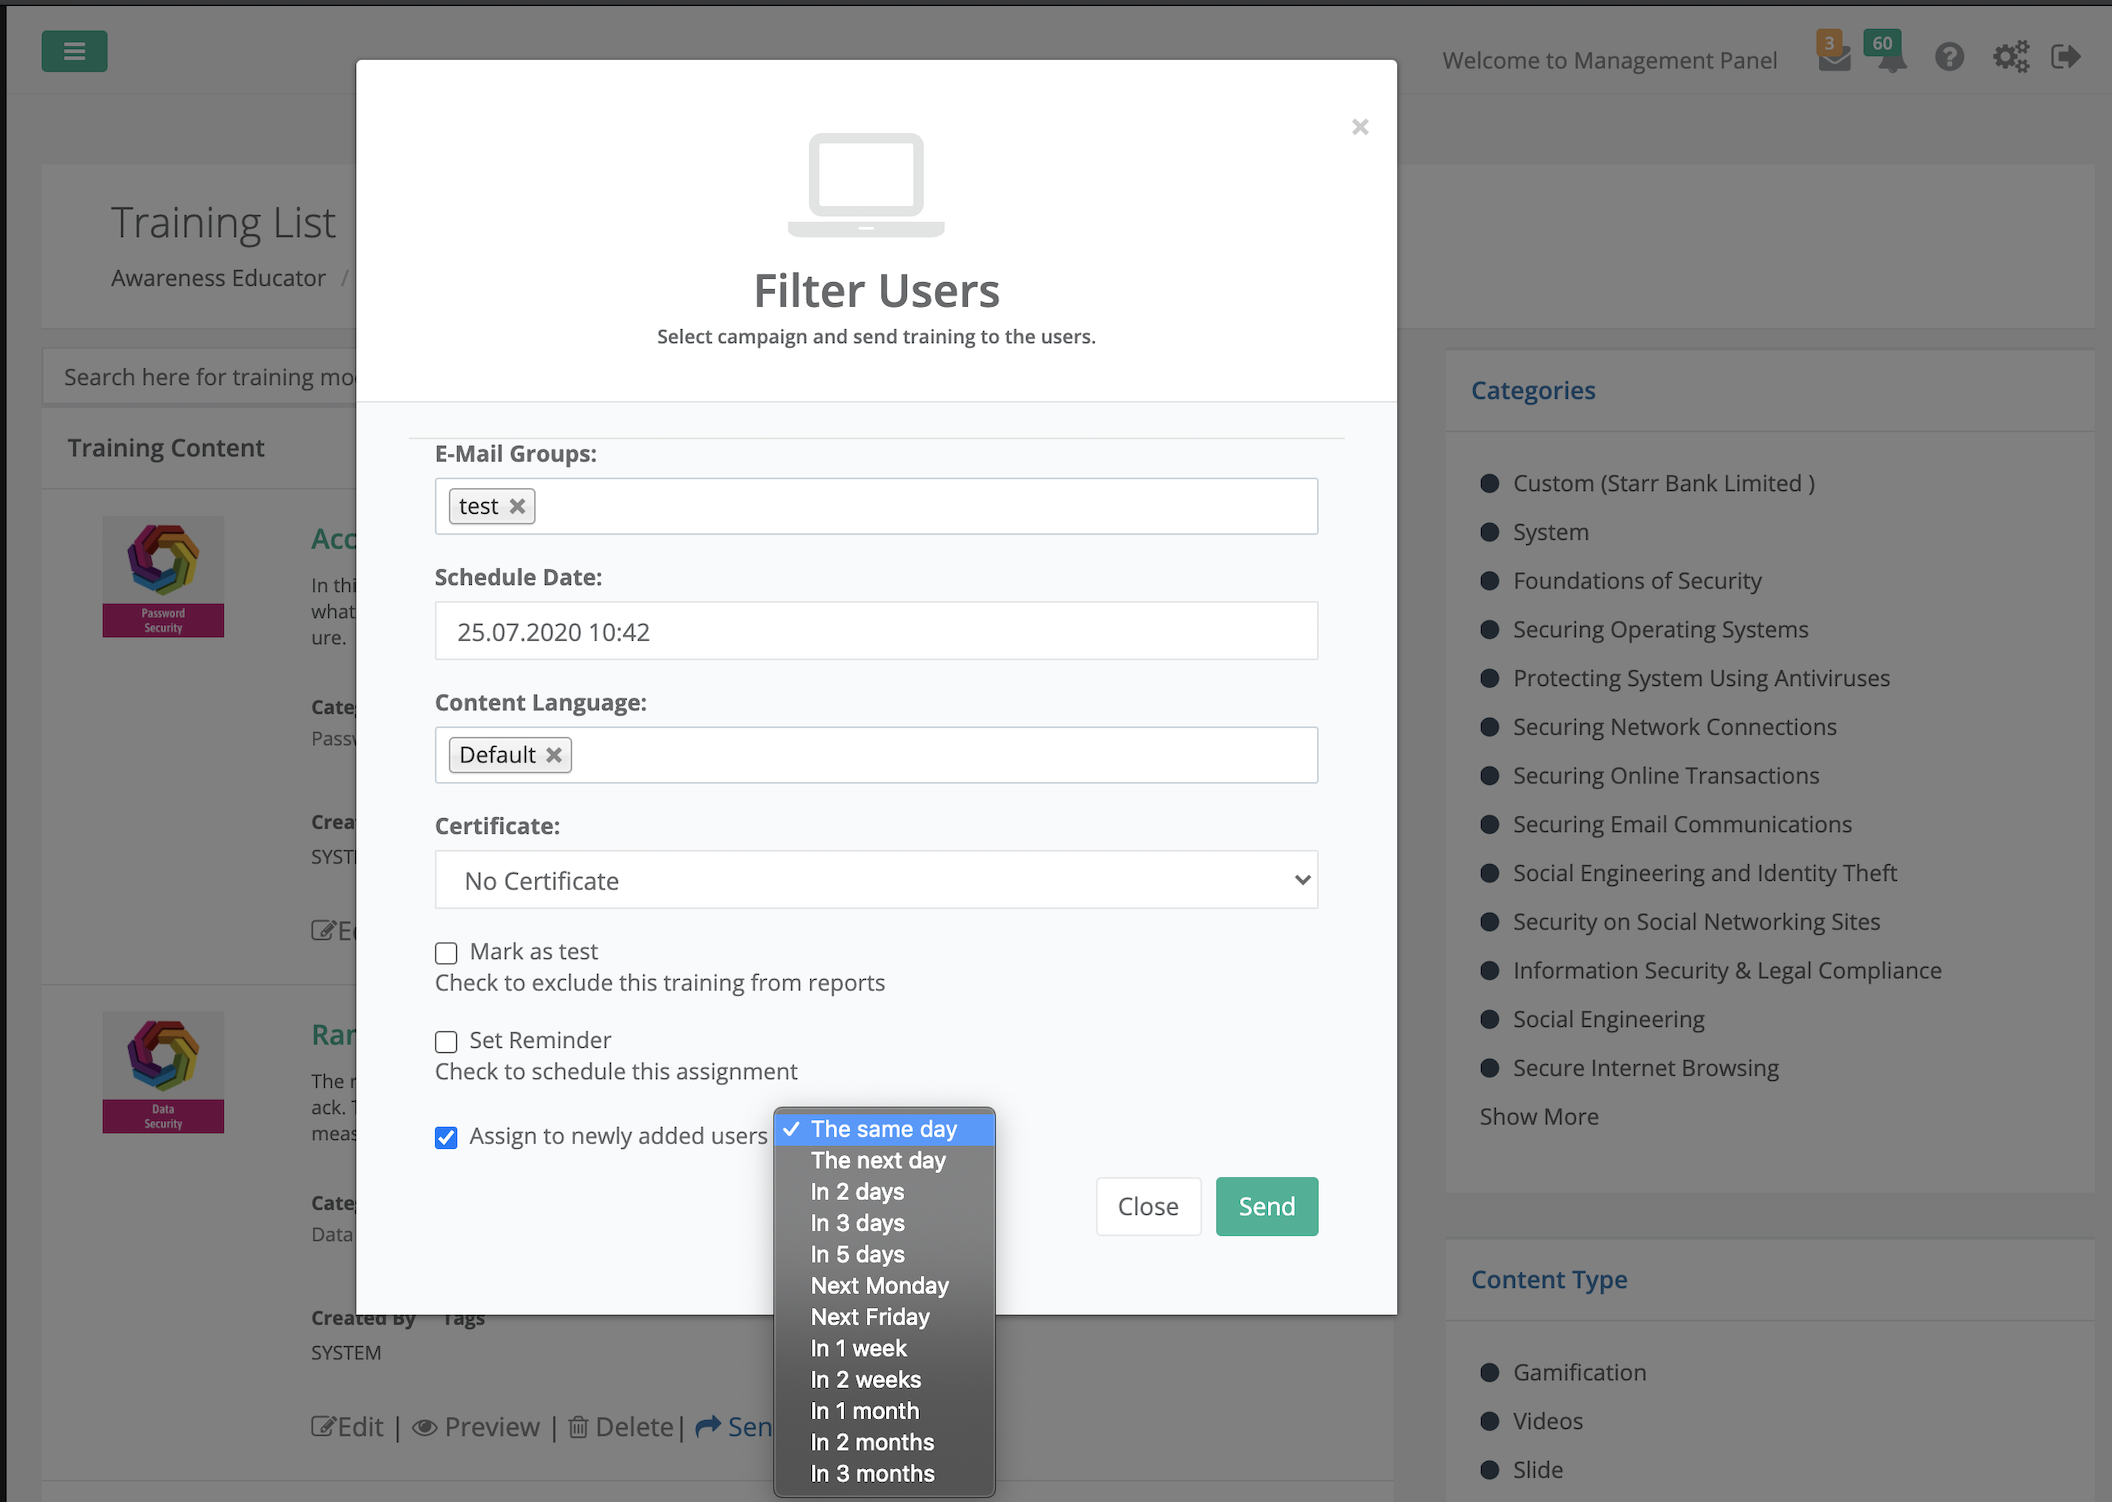 Welcome to Management Panel
3
60
Training List
Awareness Educator /
Search here for training mo
Training Content
Password
Security
Acc
In thi
what
ure.
Cate
Passw
Crea
SYSTE
Data
Security
Ran
The r
ack. T
meas
Cate
Data
Created By Tags
SYSTEM
Edit | Preview | Delete | Sen
×
Filter Users
Select campaign and send training to the users.
E-Mail Groups:
test ×
Schedule Date:
25.07.2020 10:42
Content Language:
Default ×
Certificate:
No Certificate
Mark as test
Check to exclude this training from reports
Set Reminder
Check to schedule this assignment
Assign to newly added users
✓ The same day
The next day
In 2 days
In 3 days
In 5 days
Next Monday
Next Friday
In 1 week
In 2 weeks
In 1 month
In 2 months
In 3 months
Close
Send
Categories
Custom (Starr Bank Limited )
System
Foundations of Security
Securing Operating Systems
Protecting System Using Antiviruses
Securing Network Connections
Securing Online Transactions
Securing Email Communications
Social Engineering and Identity Theft
Security on Social Networking Sites
Information Security & Legal Compliance
Social Engineering
Secure Internet Browsing
Show More
Content Type
Gamification
Videos
Slide